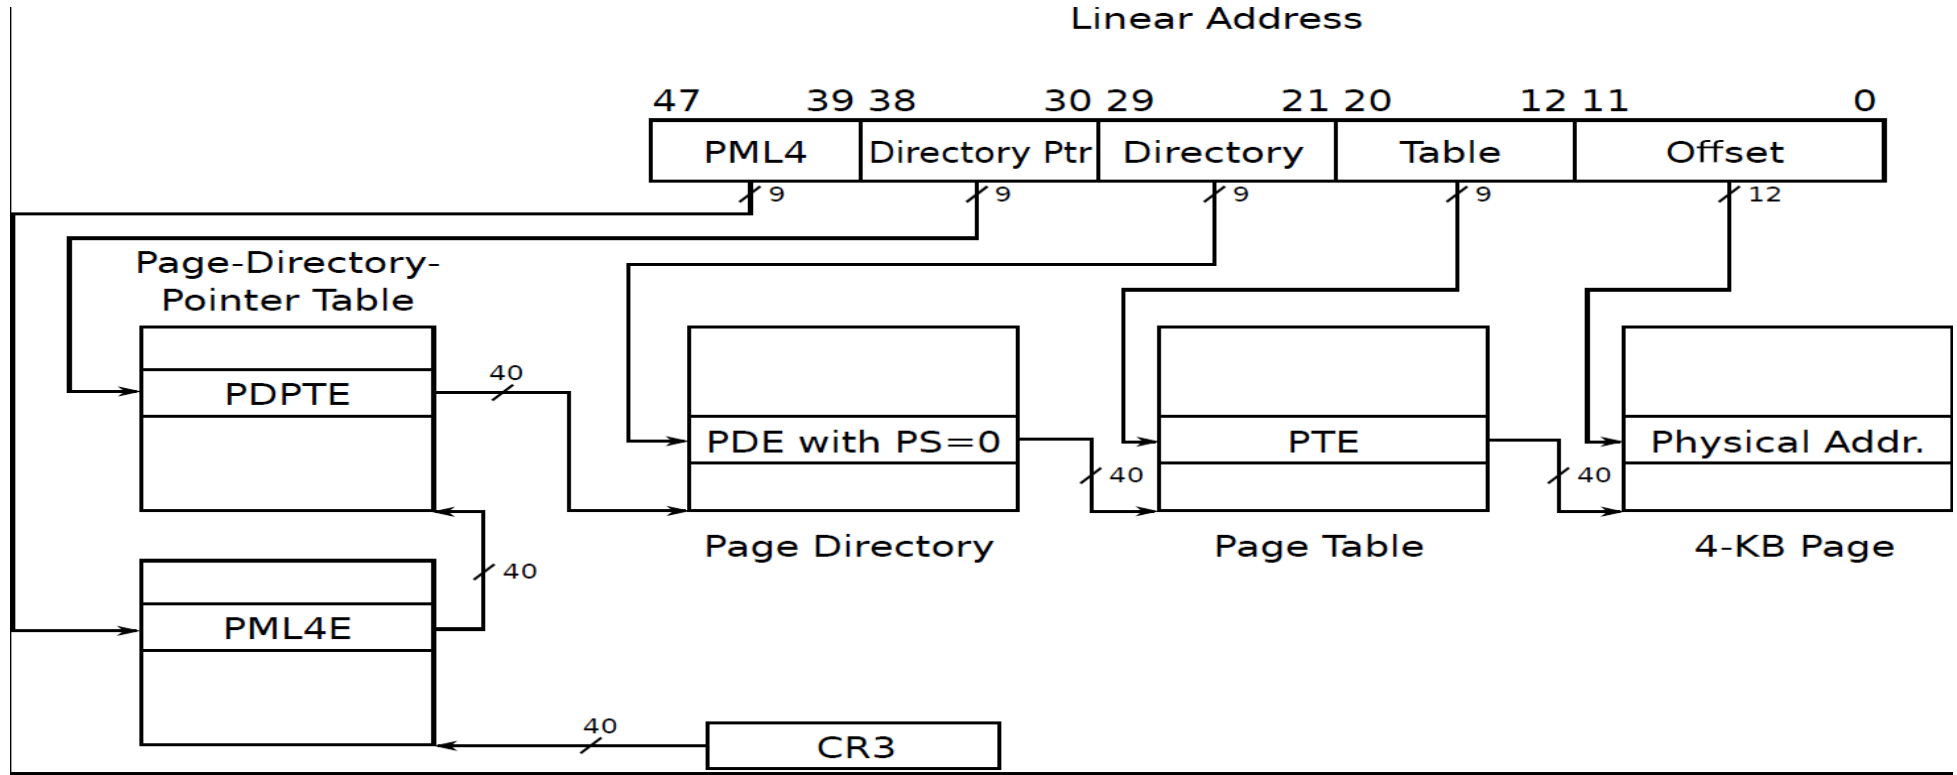 Linear Address
47 39 38 30 29 21 20 12 11 0
PML4 Directory Ptr Directory Table Offset
9 9 9 9 12
Page-Directory-
Pointer Table
40
PDPTE
PDE with PS=0 PTE Physical Addr.
40 40
Page Directory Page Table 4-KB Page
40
PML4E
40
CR3